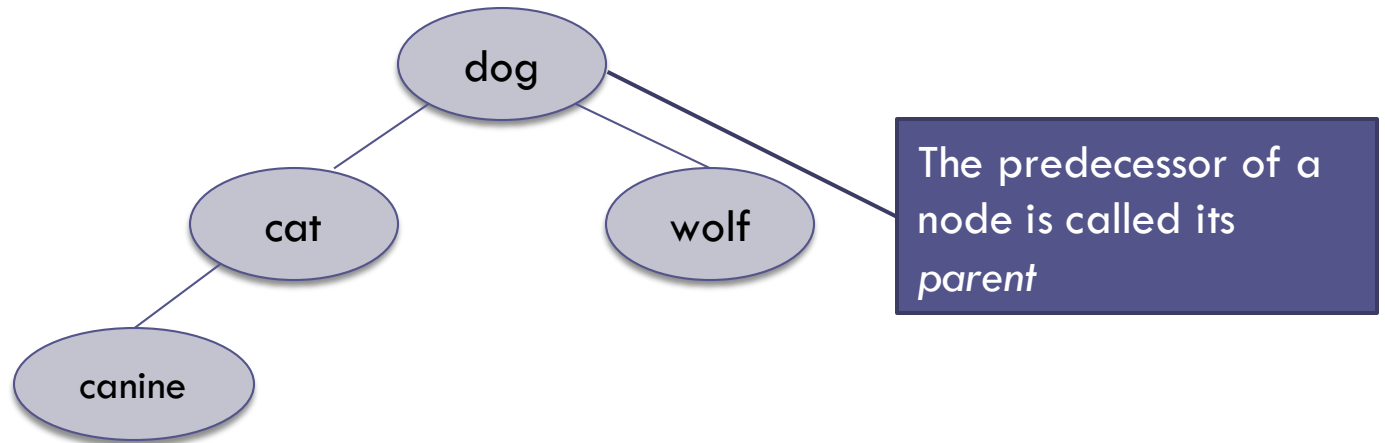 dog
cat
wolf
canine
The predecessor of a
node is called its
parent